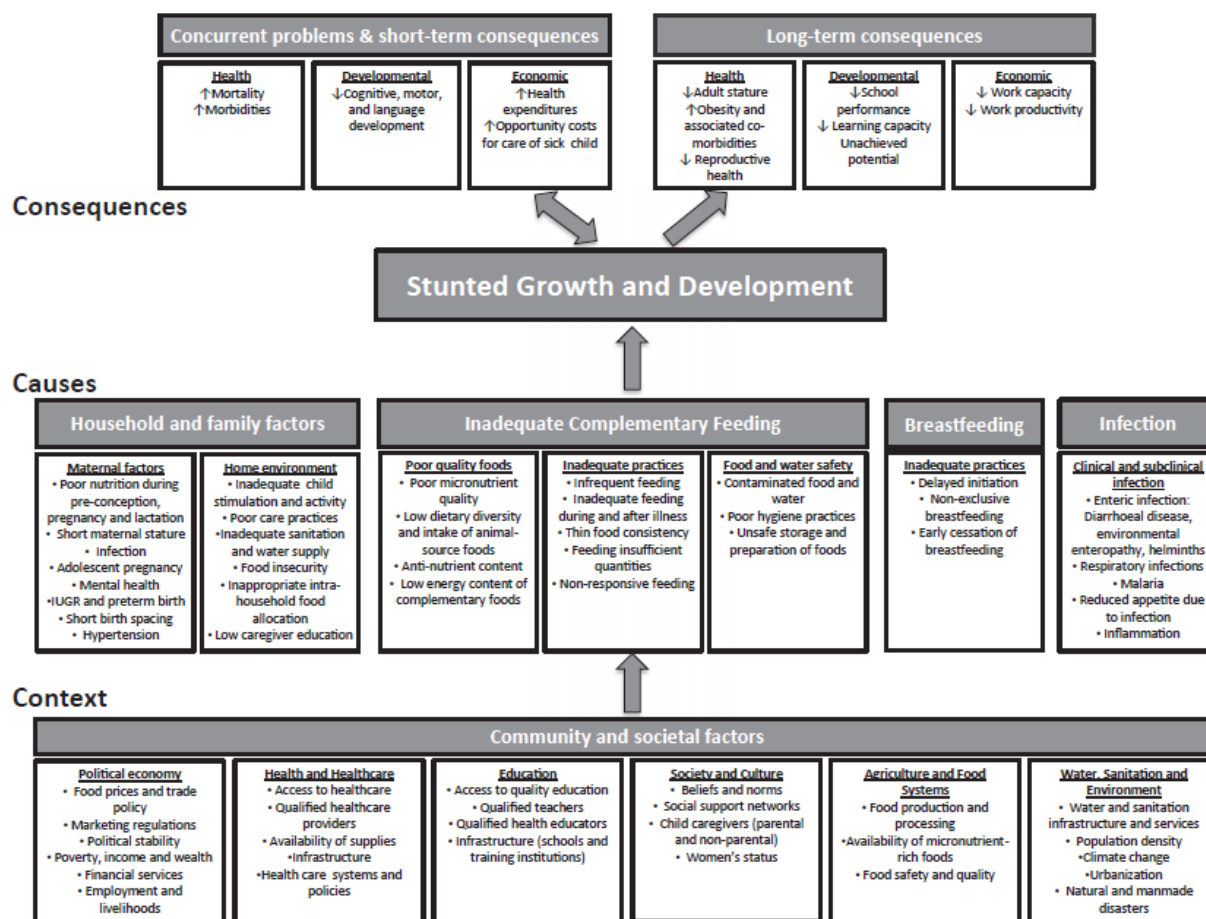 Concurrent problems & short-term consequences
Health
↑Mortality
↑Morbidities
Developmental
↓Cognitive, motor,
and language
development
Economic
↑Health
expenditures
↑Opportunity costs
for care of sick child
Long-term consequences
Health
↓Adult stature
↑Obesity and
associated co-
morbidities
↓ Reproductive
health
Developmental
↓School
performance
↓ Learning capacity
Unachieved
potential
Economic
↓ Work capacity
↓ Work productivity
Consequences
Stunted Growth and Development
Causes
Household and family factors
Maternal factors
• Poor nutrition during
pre-conception,
pregnancy and lactation
• Short maternal stature
• Infection
• Adolescent pregnancy
• Mental health
•IUGR and preterm birth
• Short birth spacing
• Hypertension
Home environment
• Inadequate child
stimulation and activity
• Poor care practices
•Inadequate sanitation
and water supply
• Food insecurity
• Inappropriate intra-
household food
allocation
• Low caregiver education
Inadequate Complementary Feeding
Poor quality foods
• Poor micronutrient
quality
• Low dietary diversity
and intake of animal-
source foods
• Anti-nutrient content
• Low energy content of
complementary foods
Inadequate practices
• Infrequent feeding
• Inadequate feeding
during and after illness
• Thin food consistency
• Feeding insufficient
quantities
• Non-responsive feeding
Food and water safety
• Contaminated food and
water
• Poor hygiene practices
• Unsafe storage and
preparation of foods
Breastfeeding
Inadequate practices
• Delayed initiation
• Non-exclusive
breastfeeding
• Early cessation of
breastfeeding
Infection
Clinical and subclinical
infection
• Enteric infection:
Diarrhoeal disease,
environmental
enteropathy, helminths
• Respiratory infections
• Malaria
• Reduced appetite due
to infection
• Inflammation
Context
Community and societal factors
Political economy
• Food prices and trade
policy
• Marketing regulations
• Political stability
• Poverty, income and wealth
• Financial services
• Employment and
livelihoods
Health and Healthcare
• Access to healthcare
• Qualified healthcare
providers
• Availability of supplies
•Infrastructure
•Health care systems and
policies
Education
• Access to quality education
• Qualified teachers
• Qualified health educators
• Infrastructure (schools and
training institutions)
Society and Culture
• Beliefs and norms
• Social support networks
• Child caregivers (parental
and non-parental)
• Women's status
Agriculture and Food
Systems
• Food production and
processing
•Availability of micronutrient-
rich foods
• Food safety and quality
Water, Sanitation and
Environment
• Water and sanitation
infrastructure and services
• Population density
•Climate change
•Urbanization
• Natural and manmade
disasters